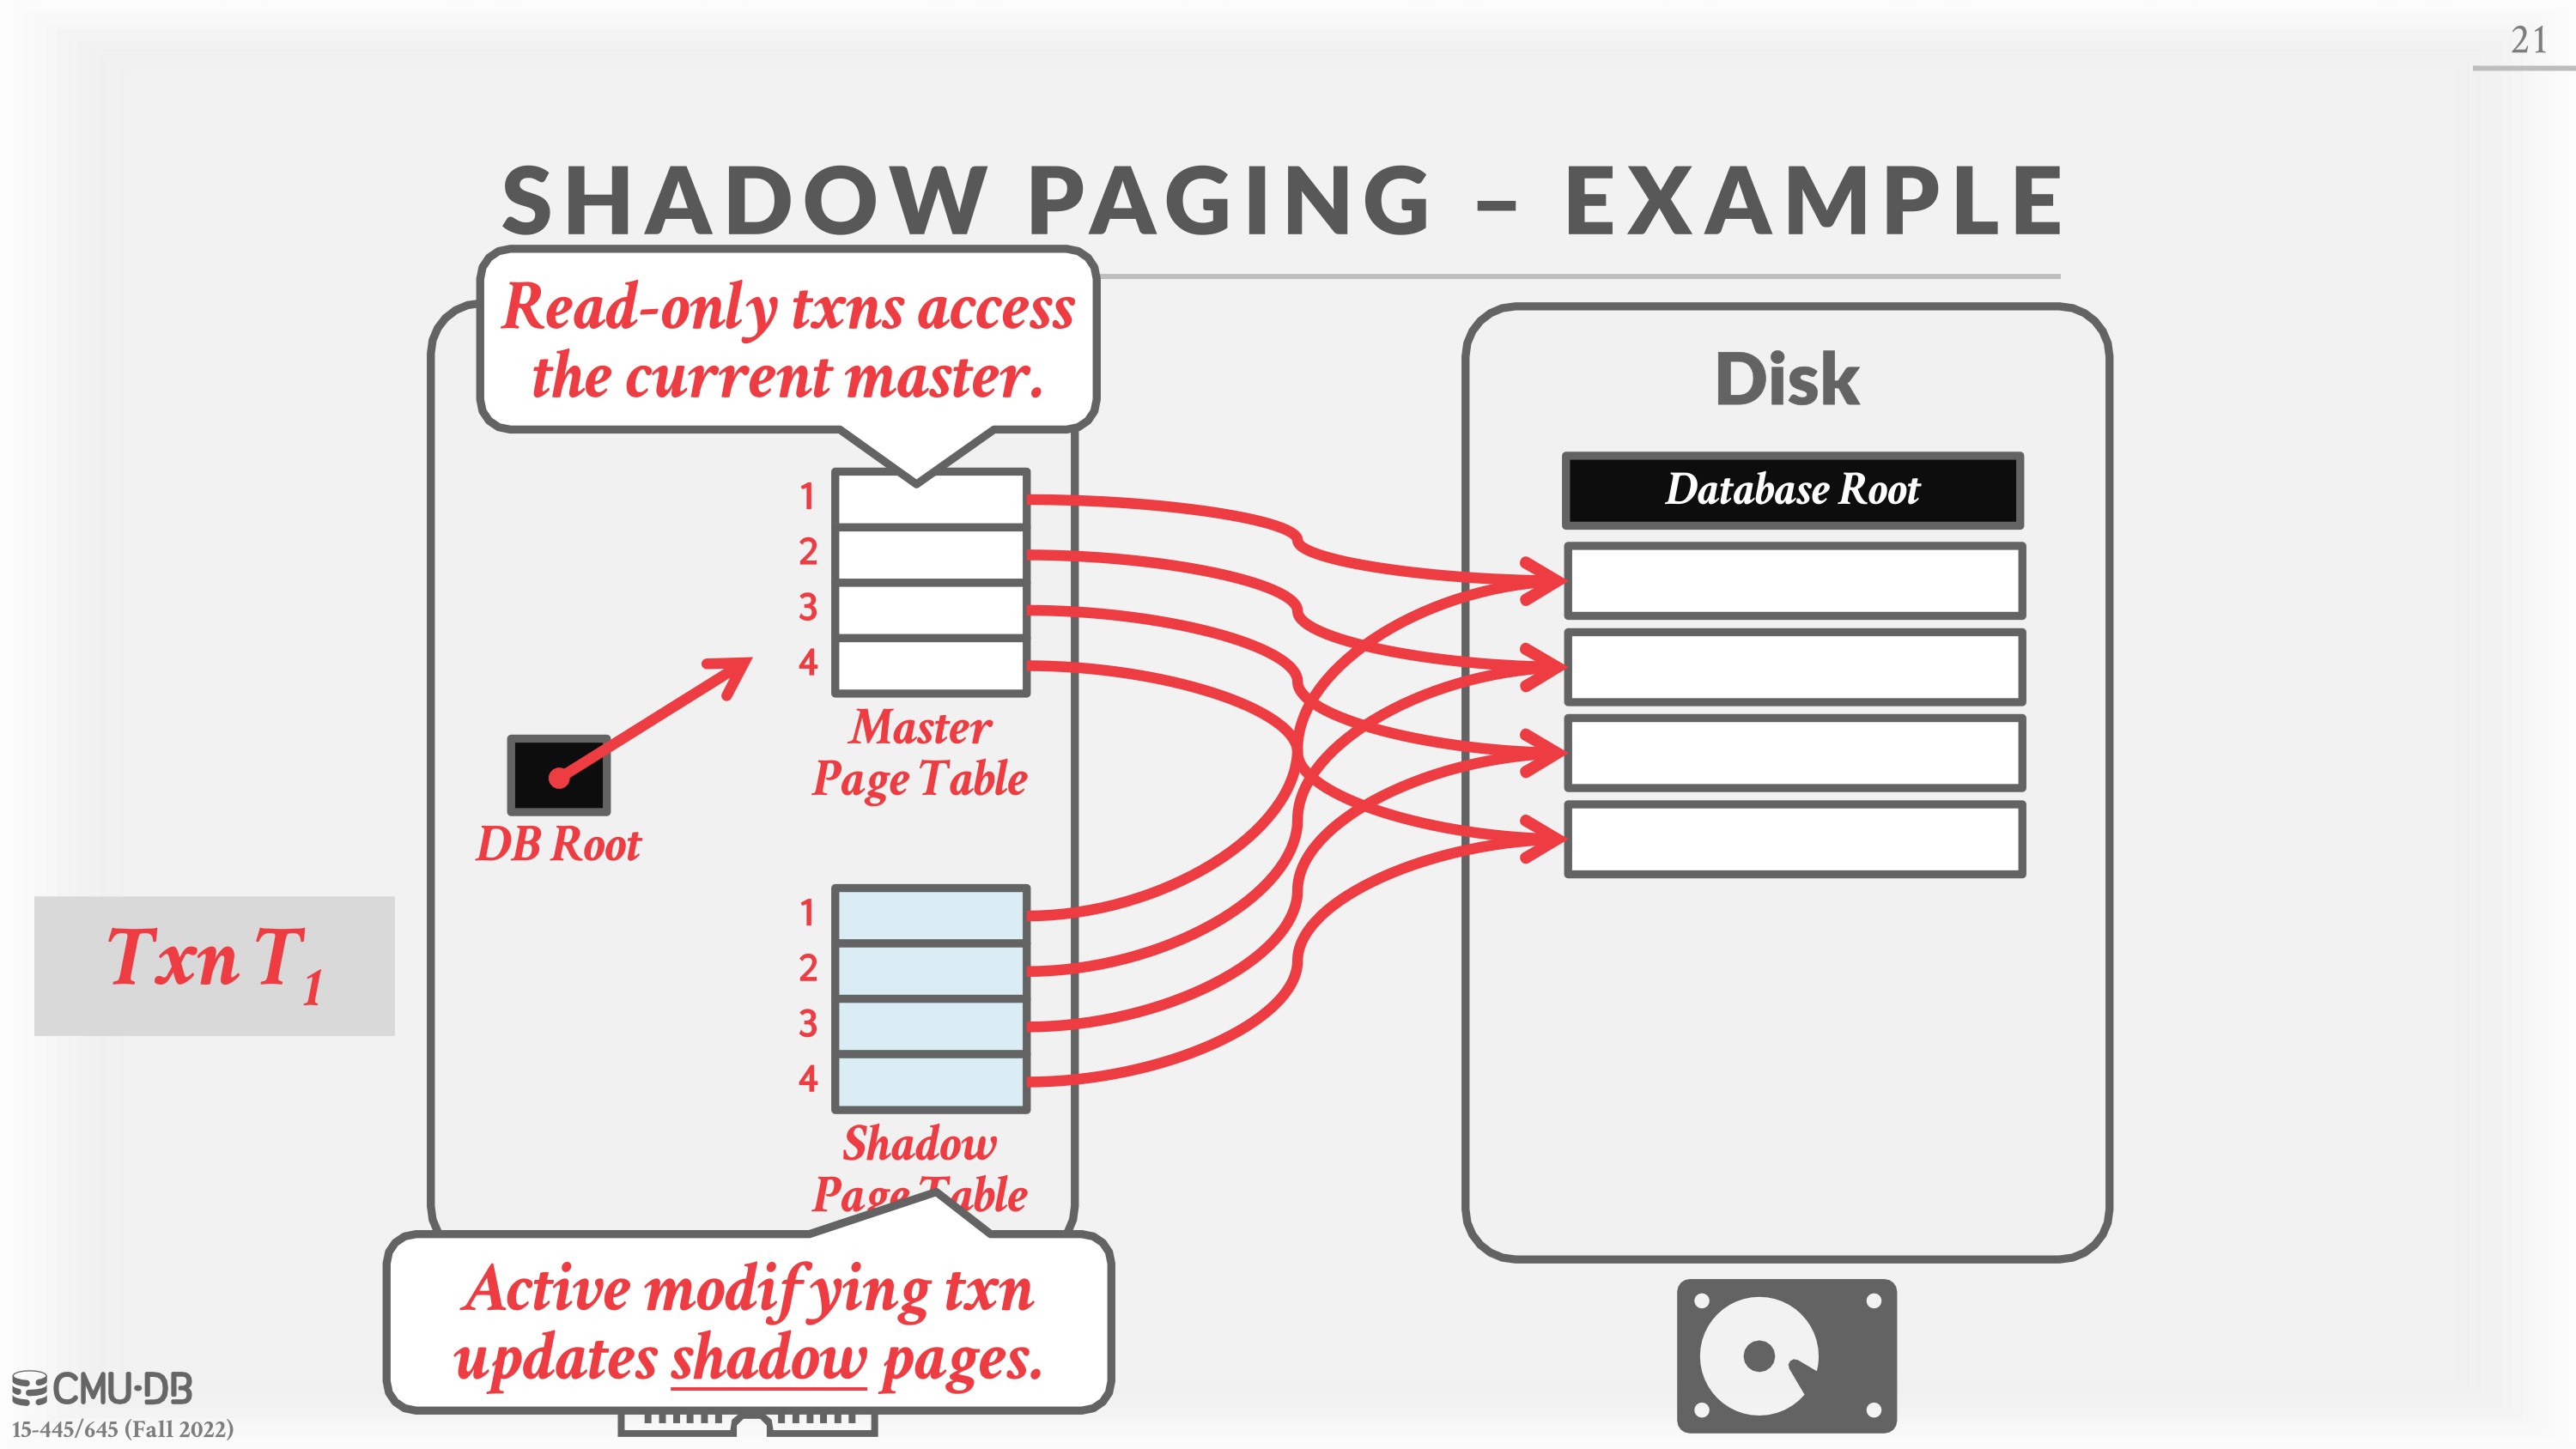 21
SHADOW PAGING – EXAMPLE
Read-only txns access
the current master.
1
2
3
4
Master
Page Table
DB Root
Txn T1
1
2
3
4
Shadow
Page Table
Active modifying txn
updates shadow pages.
Disk
Database Root
CMU·DB
15-445/645 (Fall 2022)